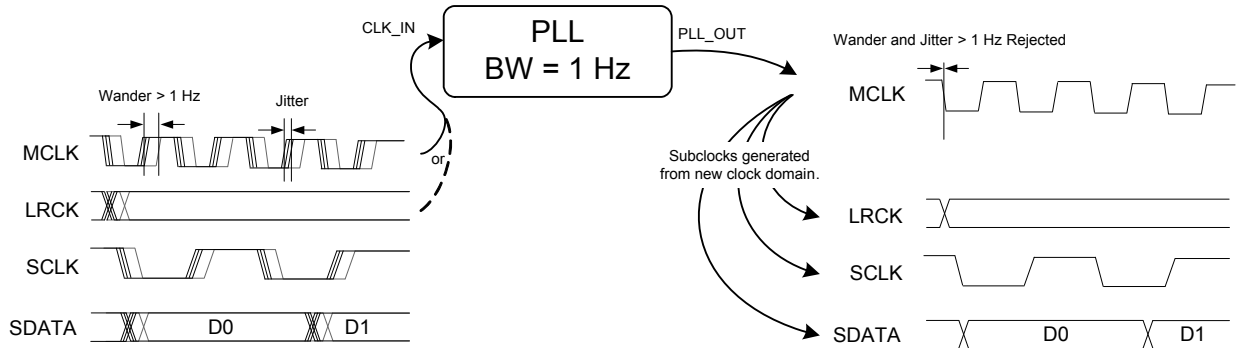 CLK_IN
PLL
BW = 1 Hz
PLL_OUT
Wander > 1 Hz
Jitter
MCLK
or
LRCK
SCLK
SDATA
D0
D1
Subclocks generated
from new clock domain.
Wander and Jitter > 1 Hz Rejected
MCLK
LRCK
SCLK
SDATA
D0
D1